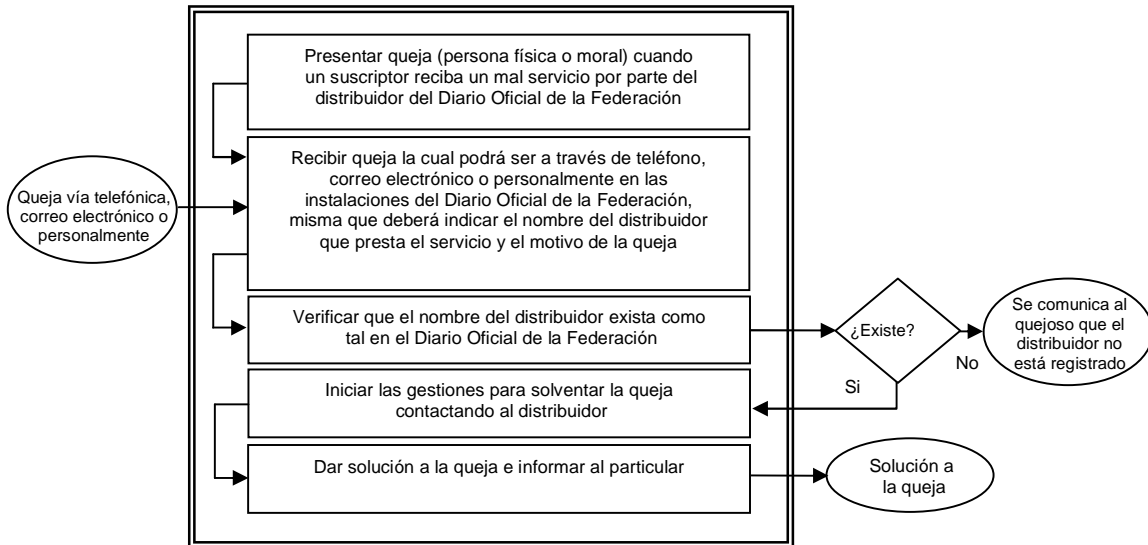 Presentar queja (persona física o moral) cuando
un suscriptor reciba un mal servicio por parte del
distribuidor del Diario Oficial de la Federación
Queja vía telefónica,
correo electrónico o
personalmente
Recibir queja la cual podrá ser a través de teléfono,
correo electrónico o personalmente en las
instalaciones del Diario Oficial de la Federación,
misma que deberá indicar el nombre del distribuidor
que presta el servicio y el motivo de la queja
Verificar que el nombre del distribuidor exista como
tal en el Diario Oficial de la Federación
¿Existe?
No
Se comunica al
quejoso que el
distribuidor no
está registrado
Si
Iniciar las gestiones para solventar la queja
contactando al distribuidor
Dar solución a la queja e informar al particular
Solución a
la queja